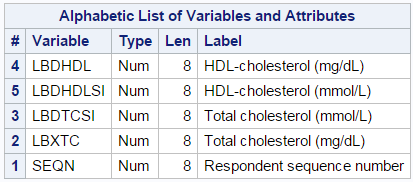 Alphabetic List of Variables and Attributes
# Variable Type Len Label
4 LBDHDL Num 8 HDL-cholesterol (mg/dL)
5 LBDHDLSI Num 8 HDL-cholesterol (mmol/L)
3 LBDTCSI Num 8 Total cholesterol (mmol/L)
2 LBXTC Num 8 Total cholesterol (mg/dL)
1 SEQN Num 8 Respondent sequence number